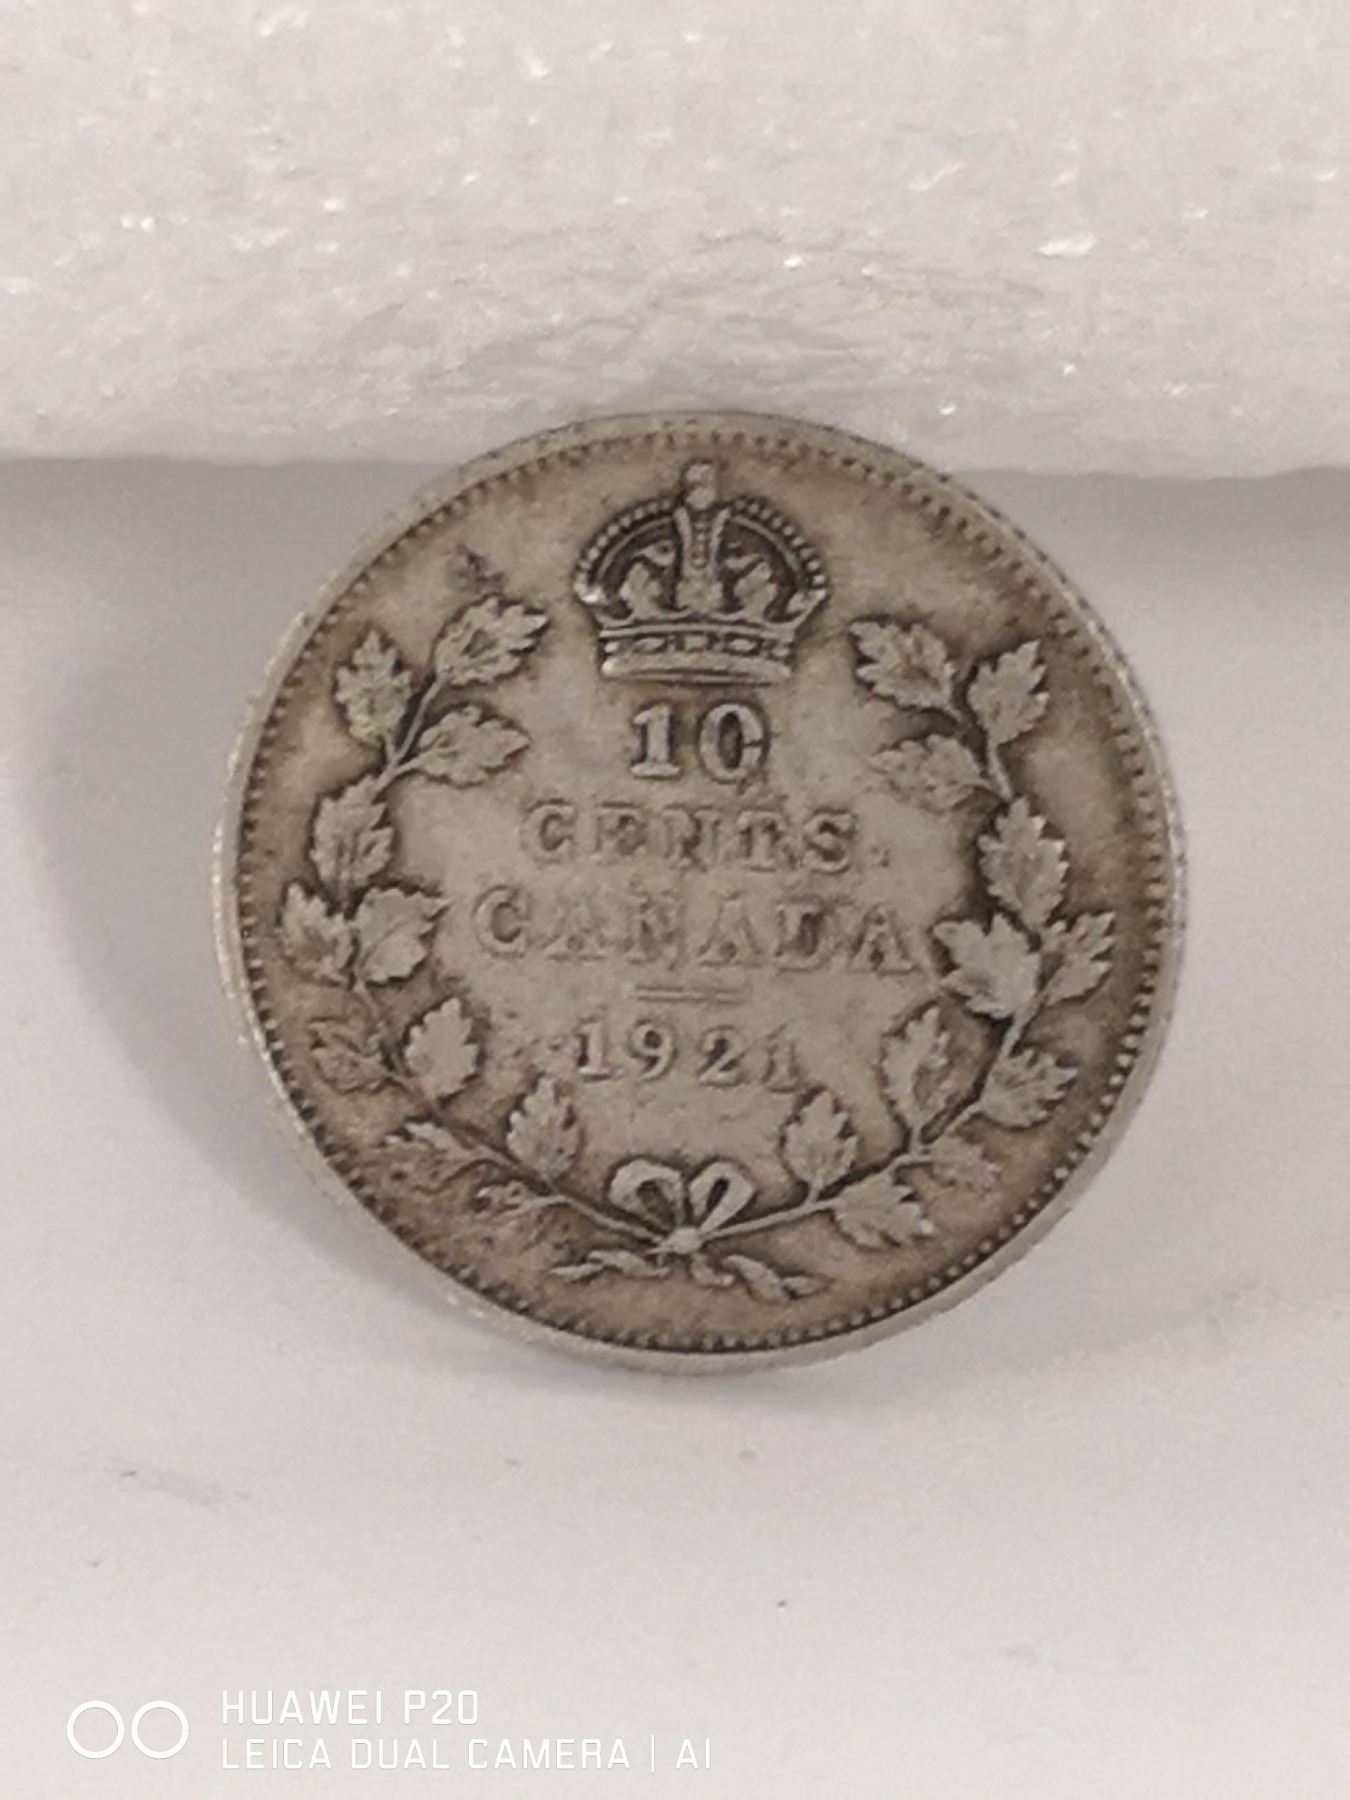 10
CENTS.
CANADA
1921
HUAWEI P20
LEICA DUAL CAMERA | AI